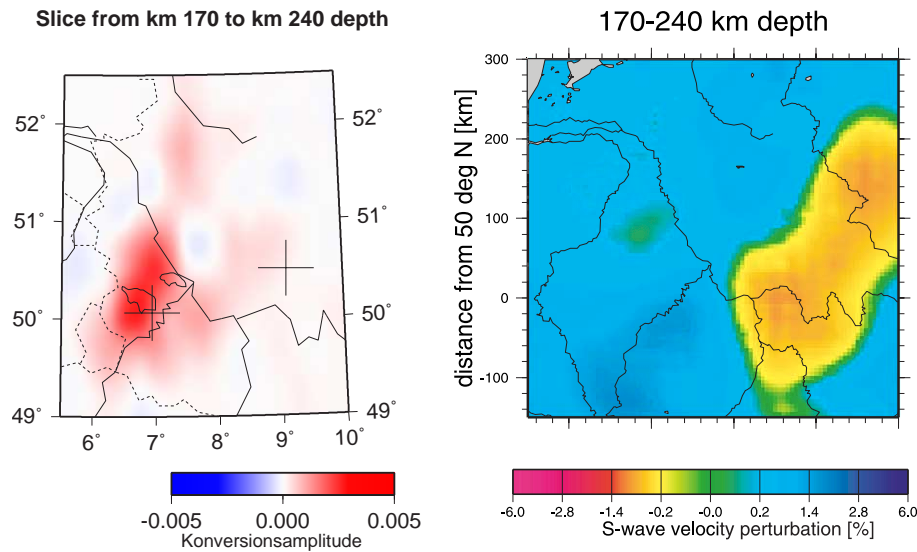 Slice from km 170 to km 240 depth
52˚
51˚
50˚
49˚
52˚
51˚
50˚
49˚
6˚ 7˚ 8˚ 9˚ 10˚
-0.005 0.000 0.005
Konversionsamplitude
170-240 km depth
distance from 50 deg N [km]
300
200
100
0
-100
-6.0 -2.8 -1.4 -0.2 -0.0 0.2 1.4 2.8 6.0
S-wave velocity perturbation [%]